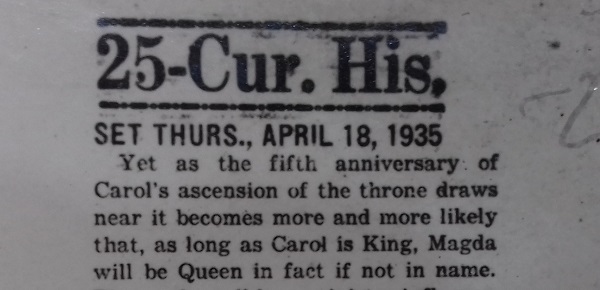 25-Cur. His.
SET THURS., APRIL 18, 1935
Yet as the fifth anniversary of
Carol's ascension of the throne draws
near it becomes more and more likely
that, as long as Carol is King, Magda
will be Queen in fact if not in name.